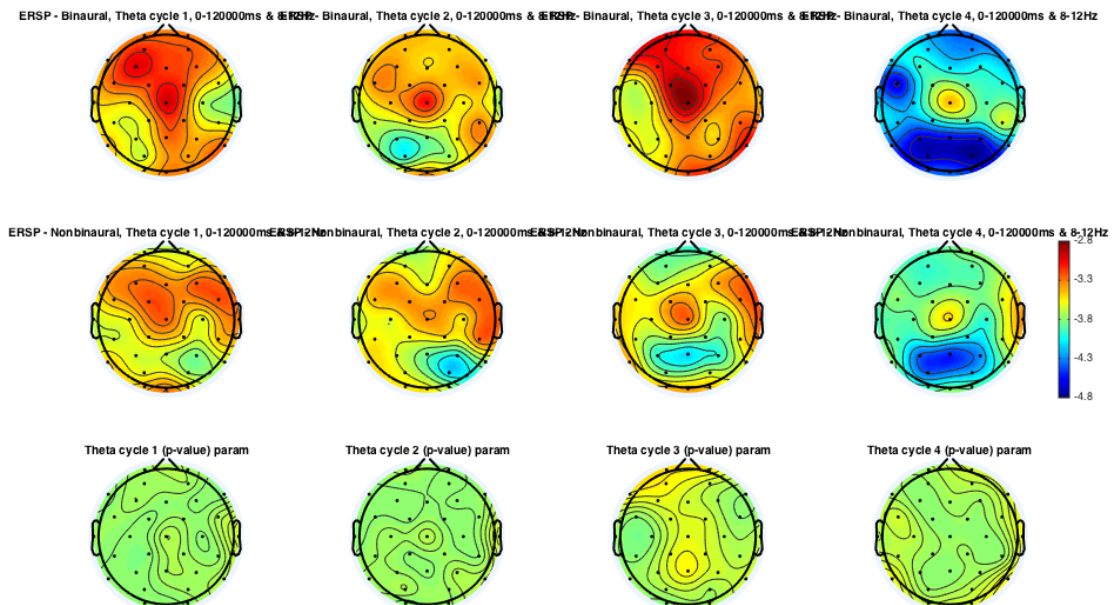 ERSP - Binaural, Theta cycle 1, 0-120000ms & 8-12Hz
ERSP - Binaural, Theta cycle 2, 0-120000ms & 8-12Hz
ERSP - Binaural, Theta cycle 3, 0-120000ms & 8-12Hz
ERSP - Binaural, Theta cycle 4, 0-120000ms & 8-12Hz
ERSP - Nonbinaural, Theta cycle 1, 0-120000ms & 8-12Hz
ERSP - Nonbinaural, Theta cycle 2, 0-120000ms & 8-12Hz
ERSP - Nonbinaural, Theta cycle 3, 0-120000ms & 8-12Hz
ERSP - Nonbinaural, Theta cycle 4, 0-120000ms & 8-12Hz
-2.8
-3.3
-3.8
-4.3
-4.8
Theta cycle 1 (p-value) param
Theta cycle 2 (p-value) param
Theta cycle 3 (p-value) param
Theta cycle 4 (p-value) param